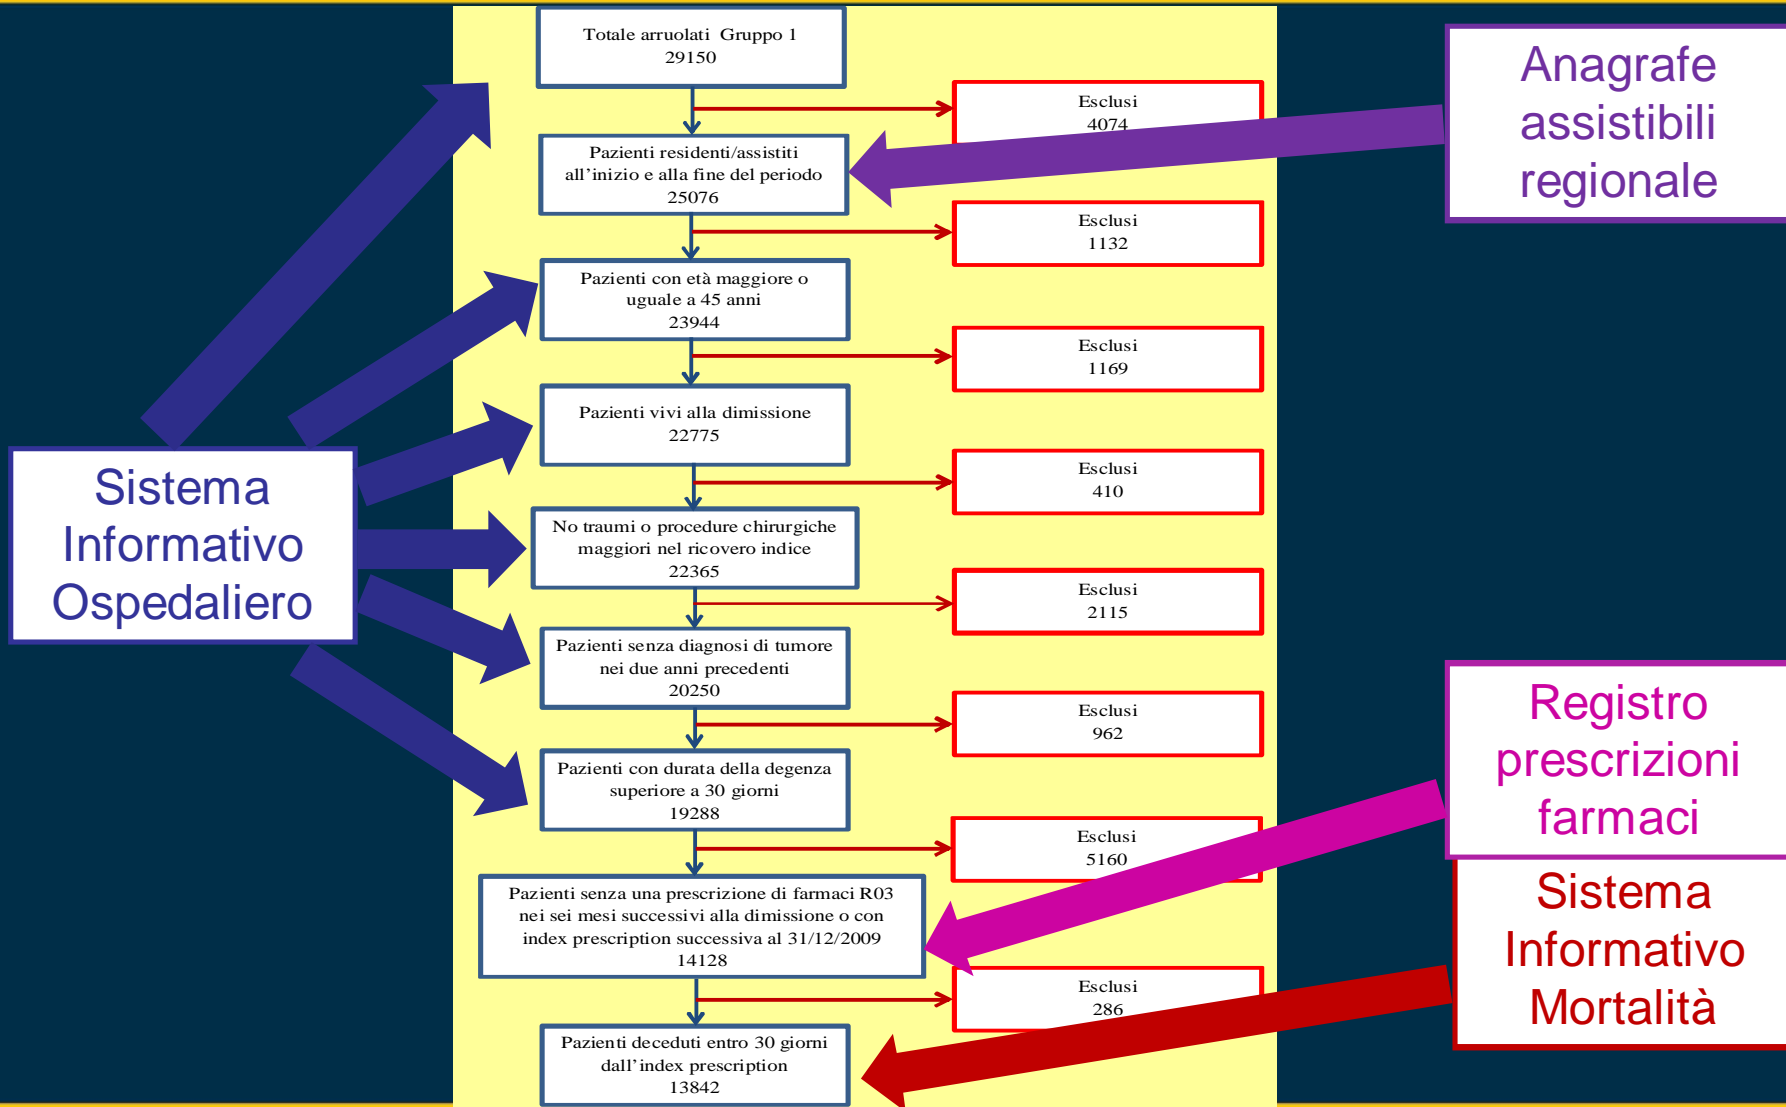 Totale arruolati  Gruppo 1
29150
Esclusi
4074
Anagrafe
assistibili
regionale
Pazienti residenti/assistiti
all’inizio e alla fine del periodo
25076
Esclusi
1132
Pazienti con età maggiore o
uguale a 45 anni
23944
Esclusi
1169
Pazienti vivi alla dimissione
22775
Esclusi
410
Sistema
Informativo
Ospedaliero
No traumi o procedure chirurgiche
maggiori nel ricovero indice
22365
Esclusi
2115
Pazienti senza diagnosi di tumore
nei due anni precedenti
20250
Esclusi
962
Registro
prescrizioni
farmaci
Pazienti con durata della degenza
superiore a 30 giorni
19288
Esclusi
5160
Pazienti senza una prescrizione di farmaci R03
nei sei mesi successivi alla dimissione o con
index prescription successiva al 31/12/2009
14128
Sistema
Informativo
Mortalità
Esclusi
286
Pazienti deceduti entro 30 giorni
dall’index prescription
13842